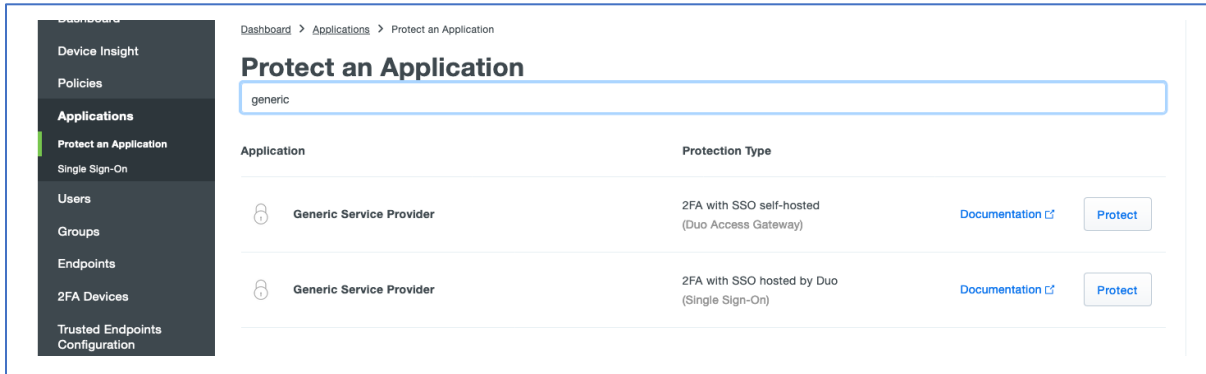 Dashboard
Device Insight
Policies
Applications
Protect an Application
Single Sign-On
Users
Groups
Endpoints
2FA Devices
Trusted Endpoints
Configuration
Dashboard > Applications > Protect an Application
Protect an Application
generic
Application Protection Type
Generic Service Provider 2FA with SSO self-hosted Documentation Protect
(Duo Access Gateway)
Generic Service Provider 2FA with SSO hosted by Duo Documentation Protect
(Single Sign-On)